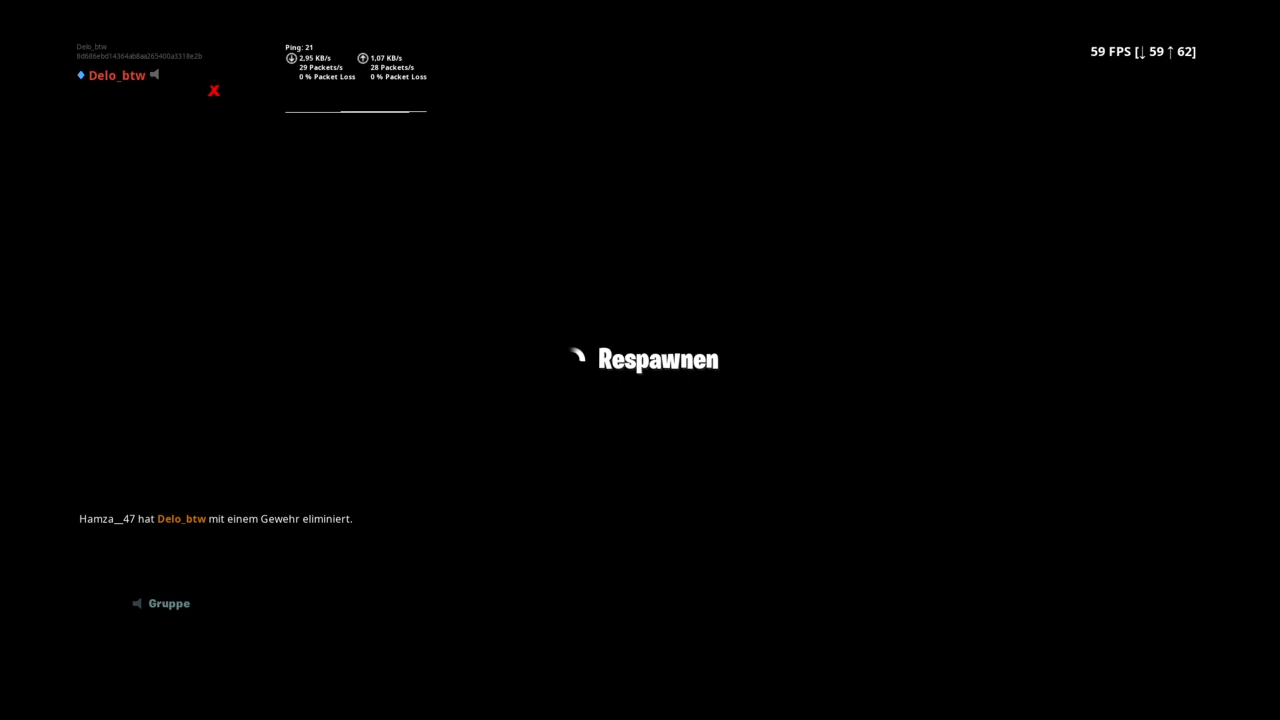 Delo_btw
8d686ebd14364ab8aa265400a3318e2b
Delo_btw
X
Ping: 21
2,95 KB/s 1,07 KB/s
29 Packets/s 28 Packets/s
0 % Packet Loss 0 % Packet Loss
59 FPS [↓ 59 ↑ 62]
Respawnen
Hamza__47 hat Delo_btw mit einem Gewehr eliminiert.
Gruppe